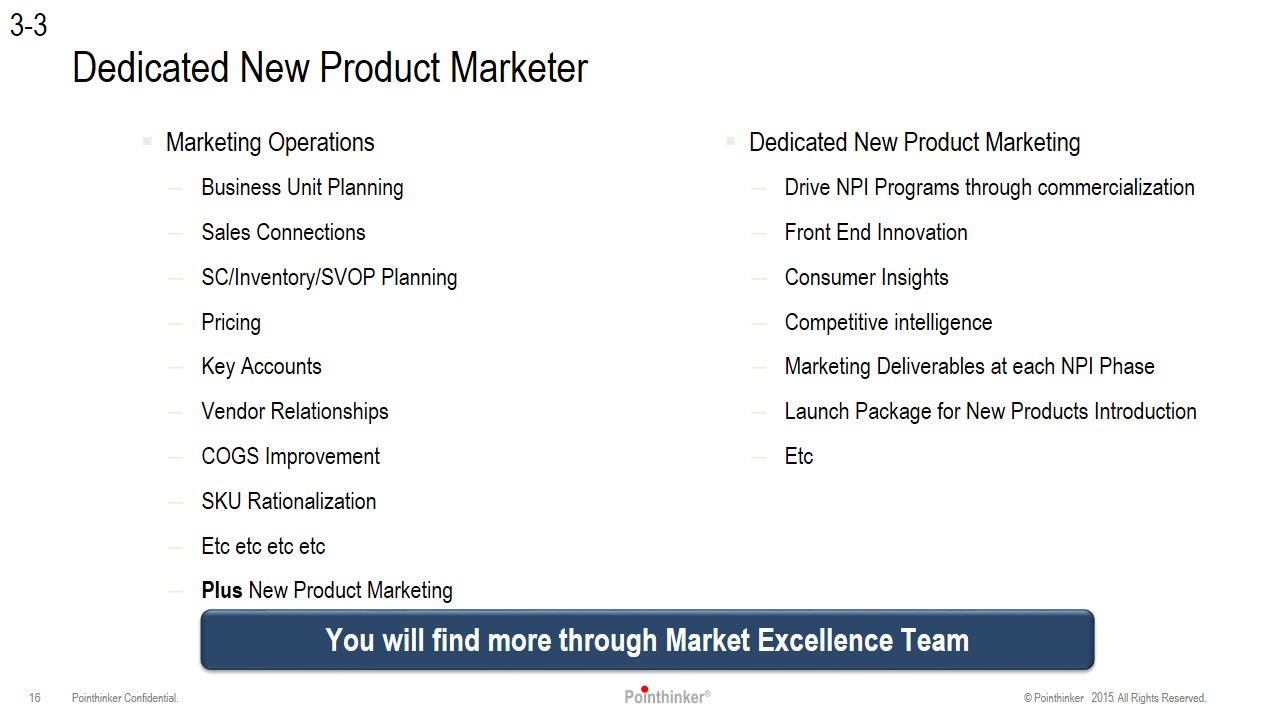 3-3
Dedicated New Product Marketer
Marketing Operations
Business Unit Planning
Sales Connections
SC/Inventory/SVOP Planning
Pricing
Key Accounts
Vendor Relationships
COGS Improvement
SKU Rationalization
Etc etc etc etc
Plus New Product Marketing
Dedicated New Product Marketing
Drive NPI Programs through commercialization
Front End Innovation
Consumer Insights
Competitive intelligence
Marketing Deliverables at each NPI Phase
Launch Package for New Products Introduction
Etc
You will find more through Market Excellence Team
16 Pointhinker Confidential.
Pointhinker®
© Pointhinker 2015. All Rights Reserved.